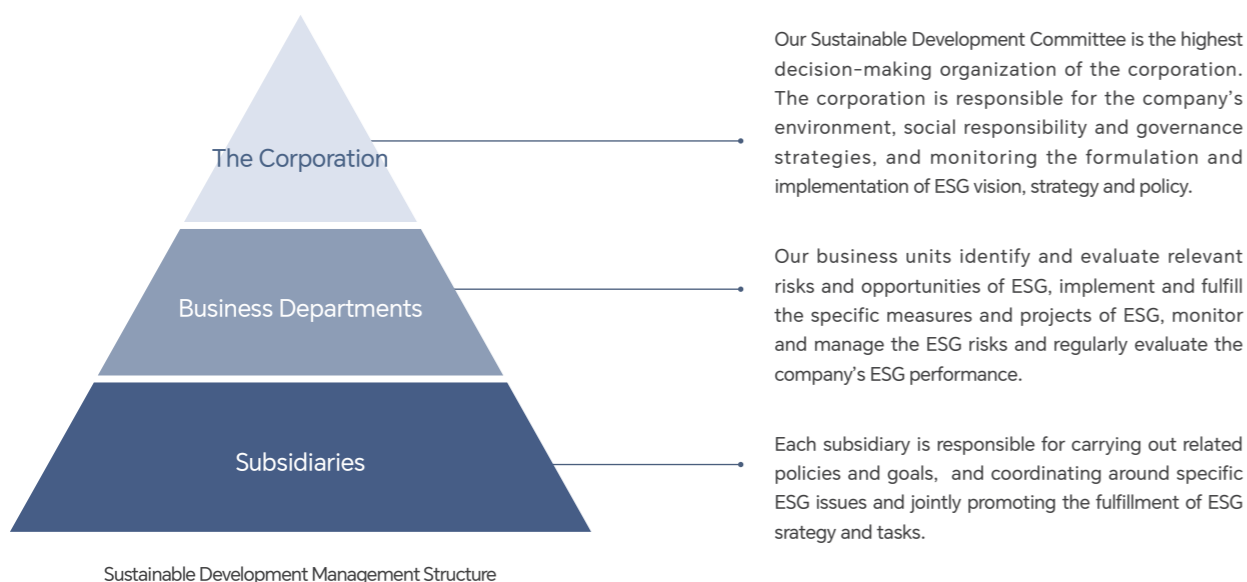 The Corporation
Our Sustainable Development Committee is the highest
decision-making organization of the corporation.
The corporation is responsible for the company's
environment, social responsibility and governance
strategies, and monitoring the formulation and
implementation of ESG vision, strategy and policy.
Business Departments
Our business units identify and evaluate relevant
risks and opportunities of ESG, implement and fulfill
the specific measures and projects of ESG, monitor
and manage the ESG risks and regularly evaluate the
company's ESG performance.
Subsidiaries
Each subsidiary is responsible for carrying out related
policies and goals,  and coordinating around specific
ESG issues and jointly promoting the fulfillment of ESG
srategy and tasks.
Sustainable Development Management Structure